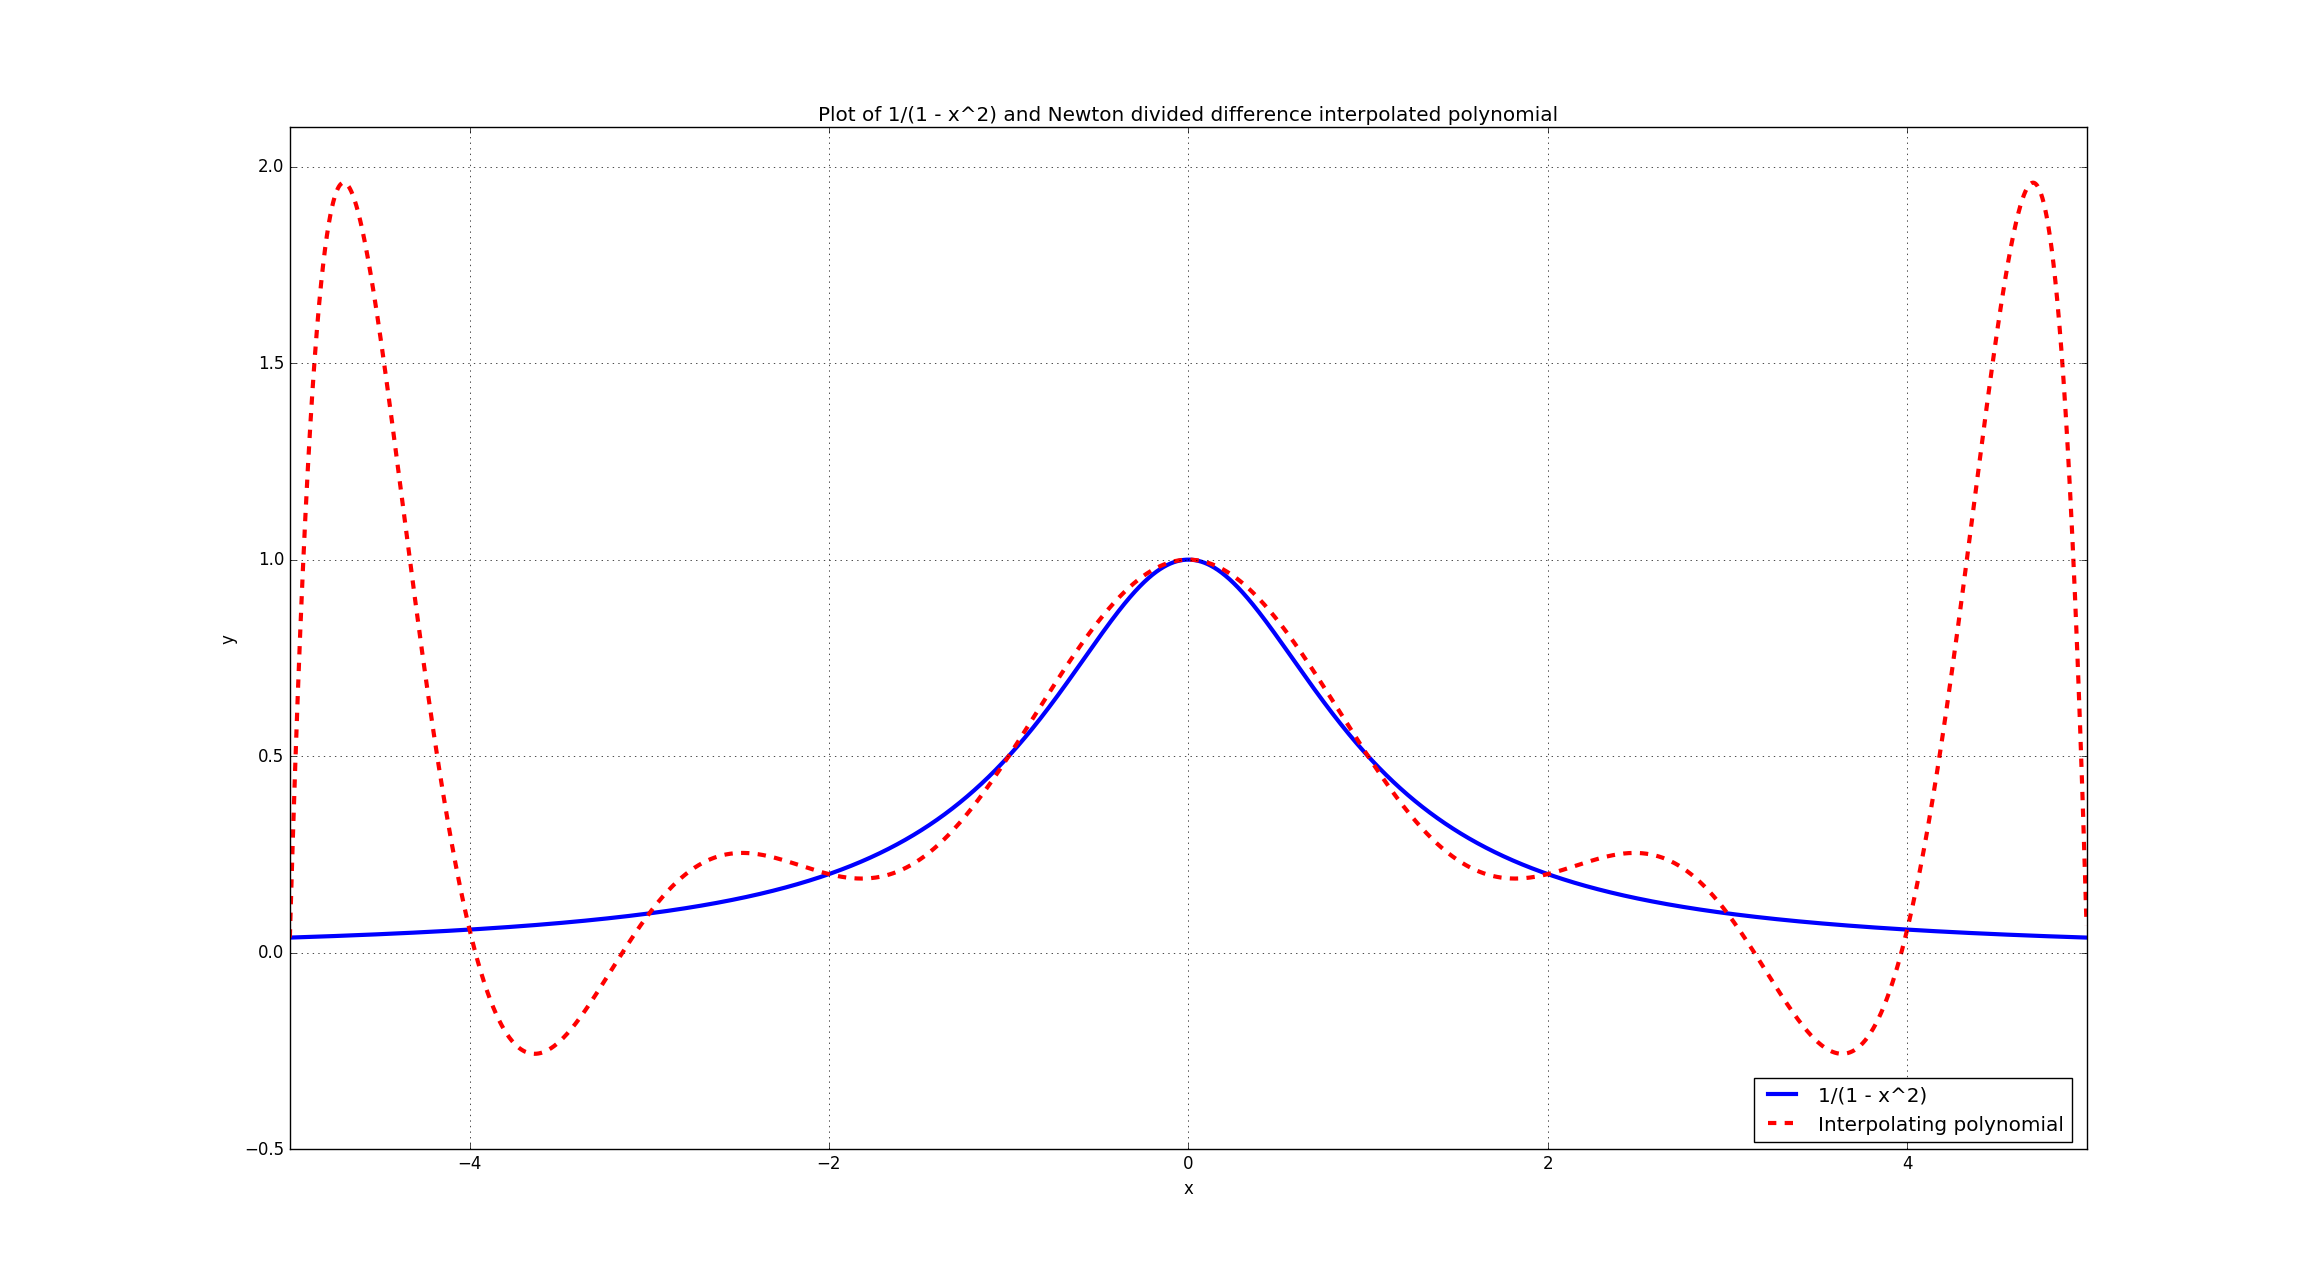 Plot of 1/(1 - x^2) and Newton divided difference interpolated polynomial
2.0
1.5
1.0
0.5
0.0
−0.5
y
−4
−2
0
2
4
x
1/(1 - x^2)
Interpolating polynomial